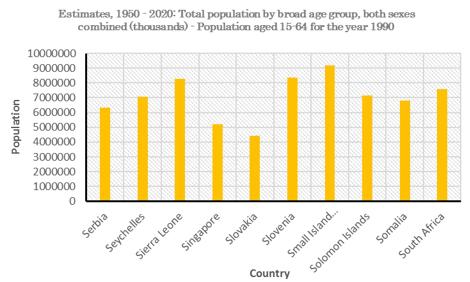 Estimates, 1950 - 2020: Total population by broad age group, both sexes
combined (thousands) - Population aged 15-64 for the year 1990
10000000
9000000
8000000
7000000
6000000
5000000
4000000
3000000
2000000
1000000
0
Population
Serbia
Seychelles
Sierra Leone
Singapore
Slovakia
Slovenia
Small Island...
Solomon Islands
Somalia
South Africa
Country